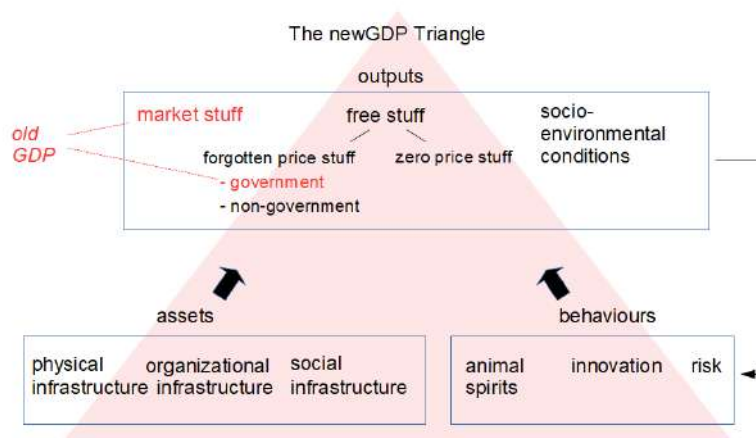 The newGDP Triangle
outputs
market stuff
free stuff
socio-
environmental
conditions
old
GDP
forgotten price stuff
zero price stuff
- government
- non-government
assets
behaviours
physical
infrastructure
organizational
infrastructure
social
infrastructure
animal
spirits
innovation
risk